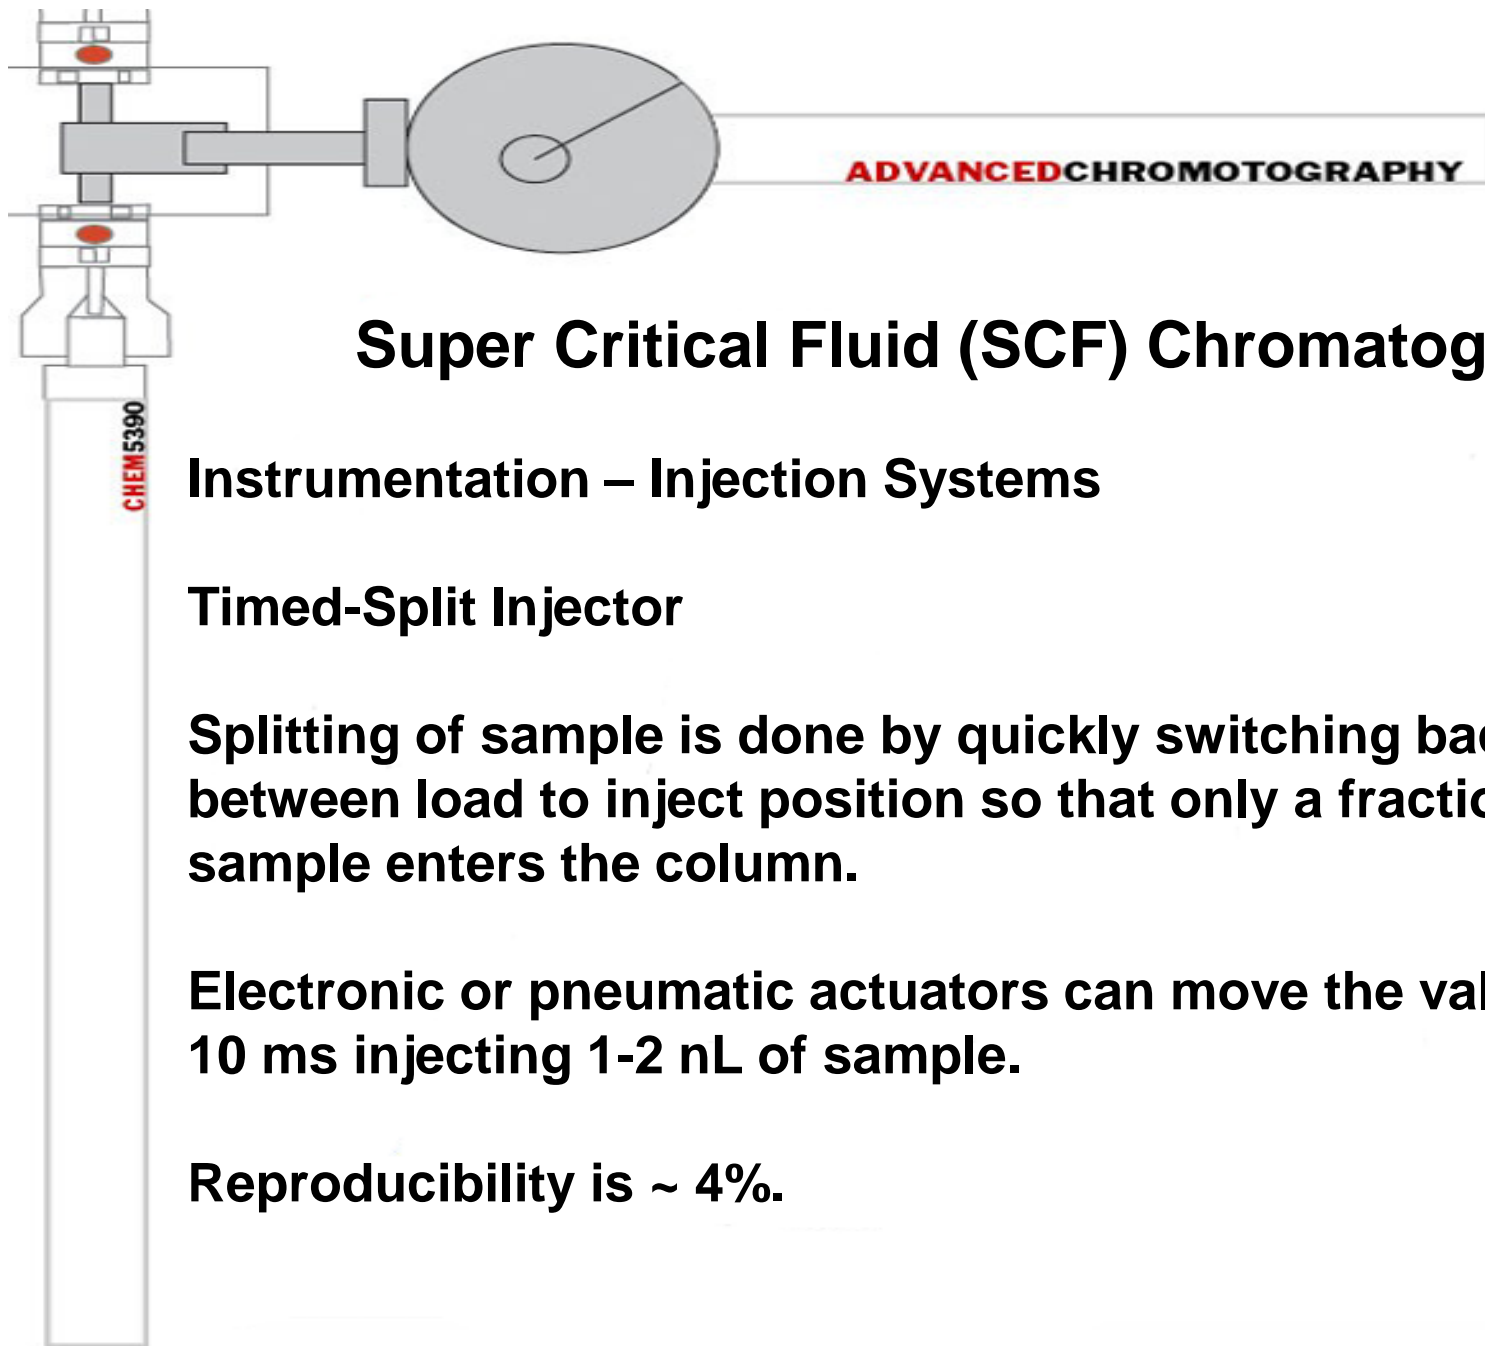 ADVANCEDCHROMOTOGRAPHY
Super Critical Fluid (SCF) Chromatog
CHEM5390
Instrumentation – Injection Systems
Timed-Split Injector
Splitting of sample is done by quickly switching bac
between load to inject position so that only a fractio
sample enters the column.
Electronic or pneumatic actuators can move the val
10 ms injecting 1-2 nL of sample.
Reproducibility is ~ 4%.